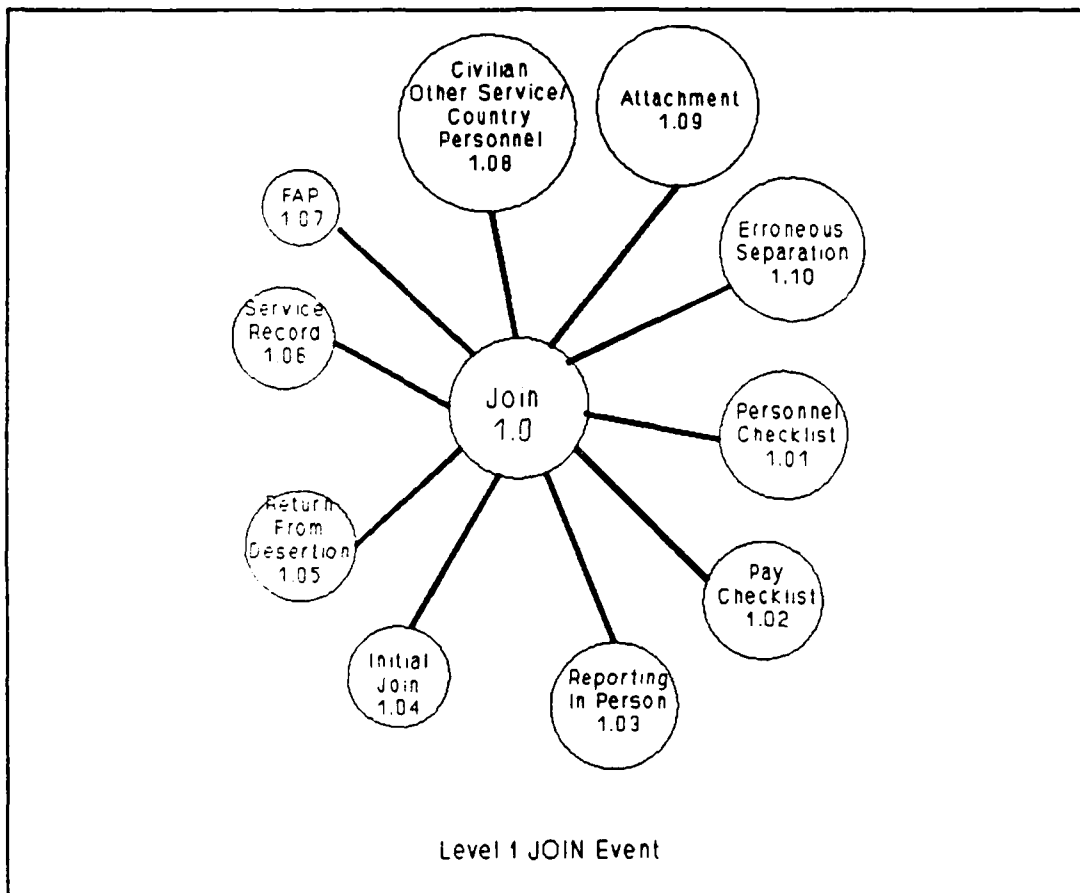 Civilian
Other Service/
Country
Personnel
1.08
Attachment
1.09
FAP
1.07
Erroneous
Separation
1.10
Service
Record
1.06
Join
1.0
Personnel
Checklist
1.01
Return
From
Desertion
1.05
Pay
Checklist
1.02
Initial
Join
1.04
Reporting
In Person
1.03
Level 1 JOIN Event